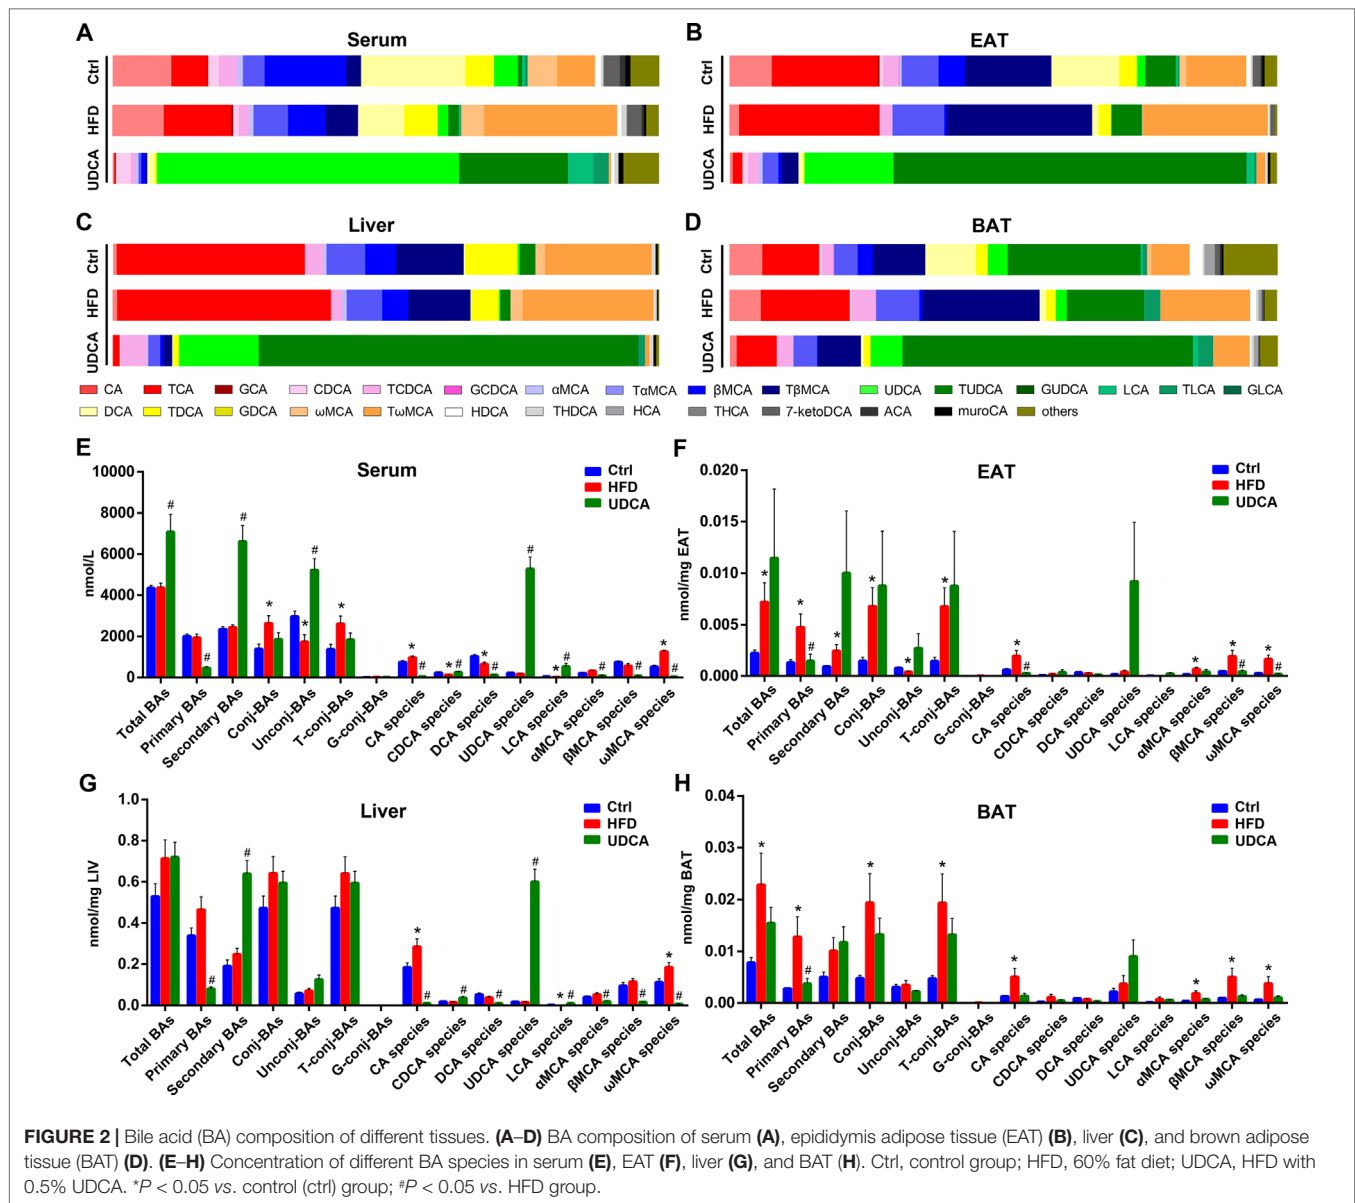 A
Serum
Ctrl
HFD
UDCA
B
EAT
Ctrl
HFD
UDCA
C
Liver
Ctrl
HFD
UDCA
D
BAT
Ctrl
HFD
UDCA
CA TCA GCA CDCA TCDCA GCDCA αMCA TαMCA βMCA TβMCA UDCA TUDCA GUDCA LCA TLCA GLCA
DCA TDCA GDCA ωMCA TωMCA HDCA THDCA HCA THCA 7-ketoDCA ACA muroCA others
E
Serum
nmol/L
10000
8000
6000
4000
2000
0
Ctrl
HFD
UDCA
# # * # * * # * # * # * # # * # # # * #
Total BAs
Primary BAs
Secondary BAs
Conj-BAs
Unconj-BAs
T-conj-BAs
G-conj-BAs
CA species
CDCA species
DCA species
UDCA species
LCA species
αMCA species
βMCA species
ωMCA species
F
EAT
nmol/mg EAT
0.020
0.015
0.010
0.005
0.000
Ctrl
HFD
UDCA
* * # * * * * * # * * # * #
Total BAs
Primary BAs
Secondary BAs
Conj-BAs
Unconj-BAs
T-conj-BAs
G-conj-BAs
CA species
CDCA species
DCA species
UDCA species
LCA species
αMCA species
βMCA species
ωMCA species
G
Liver
nmol/mg LIV
1.0
0.8
0.6
0.4
0.2
0.0
Ctrl
HFD
UDCA
# # * # # # # * # # # * #
Total BAs
Primary BAs
Secondary BAs
Conj-BAs
Unconj-BAs
T-conj-BAs
G-conj-BAs
CA species
CDCA species
DCA species
UDCA species
LCA species
αMCA species
βMCA species
ωMCA species
H
BAT
nmol/mg BAT
0.04
0.03
0.02
0.01
0.00
Ctrl
HFD
UDCA
* * # * * * * * *
Total BAs
Primary BAs
Secondary BAs
Conj-BAs
Unconj-BAs
T-conj-BAs
G-conj-BAs
CA species
CDCA species
DCA species
UDCA species
LCA species
αMCA species
βMCA species
ωMCA species
FIGURE 2 | Bile acid (BA) composition of different tissues. (A–D) BA composition of serum (A), epididymis adipose tissue (EAT) (B), liver (C), and brown adipose
tissue (BAT) (D). (E–H) Concentration of different BA species in serum (E), EAT (F), liver (G), and BAT (H). Ctrl, control group; HFD, 60% fat diet; UDCA, HFD with
0.5% UDCA. *P < 0.05 vs. control (ctrl) group; #P < 0.05 vs. HFD group.